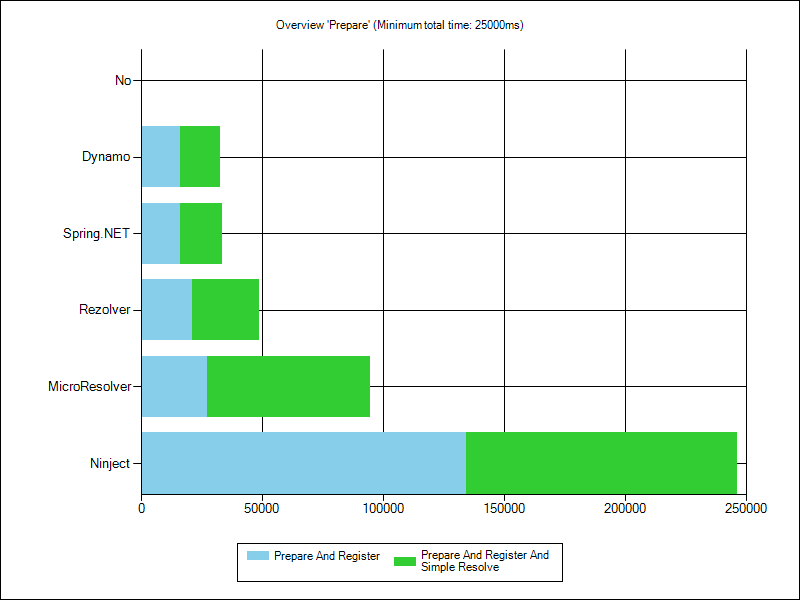 Overview 'Prepare' (Minimum total time: 25000ms)
No
Dynamo
Spring.NET
Rezolver
MicroResolver
Ninject
0 50000 100000 150000 200000 250000
Prepare And Register
Prepare And Register And
Simple Resolve